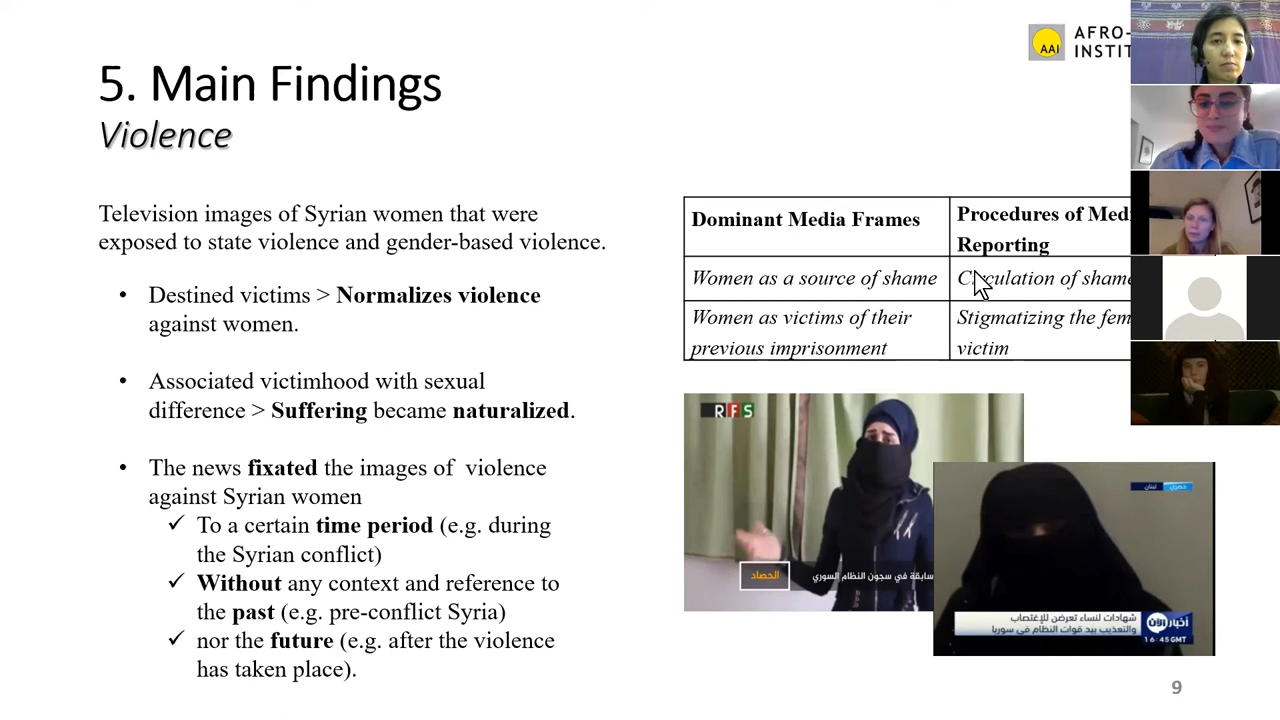 AAI
AFRO-
INSTIT
5. Main Findings
Violence
Television images of Syrian women that were
exposed to state violence and gender-based violence.
• Destined victims > Normalizes violence
against women.
• Associated victimhood with sexual
difference > Suffering became naturalized.
• The news fixated the images of violence
against Syrian women
✓ To a certain time period (e.g. during
the Syrian conflict)
✓ Without any context and reference to
the past (e.g. pre-conflict Syria)
✓ nor the future (e.g. after the violence
has taken place).
Dominant Media Frames
Procedures of Medi
Reporting
Women as a source of shame
Circulation of shame
Women as victims of their
previous imprisonment
Stigmatizing the fem
victim
RFS
الحصاد
سابقة في سجون النظام السوري
حصري
لبنان
شهادات لنساء تعرضن للإغتصاب
والتعذيب بيد قوات النظام في سوريا
أخبار الآن
16:45GMT
9